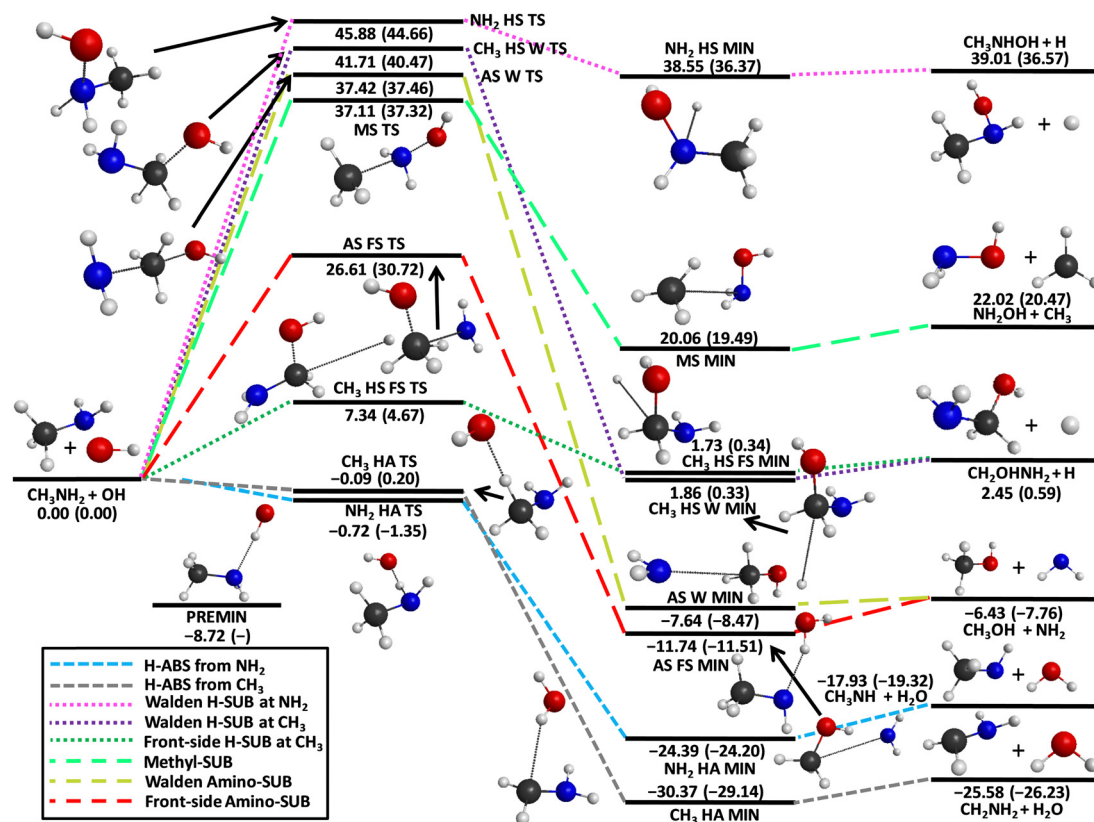 NH₂ HS TS
45.88 (44.66)
CH₃ HS W TS
41.71 (40.47)
AS W TS
37.42 (37.46)
37.11 (37.32)
MS TS
NH₂ HS MIN
38.55 (36.37)
CH₃NHOH + H
39.01 (36.57)
+
AS FS TS
26.61 (30.72)
20.06 (19.49)
MS MIN
+
22.02 (20.47)
NH₂OH + CH₃
CH₃ HS FS TS
7.34 (4.67)
+
CH₃NH₂ + OH
0.00 (0.00)
CH₃ HA TS
−0.09 (0.20)
NH₂ HA TS
−0.72 (−1.35)
1.73 (0.34)
CH₃ HS FS MIN
1.86 (0.33)
CH₃ HS W MIN
+
CH₂OHNH₂ + H
2.45 (0.59)
PREMIN
−8.72 (−)
AS W MIN
−7.64 (−8.47)
−11.74 (−11.51)
AS FS MIN
+
−6.43 (−7.76)
CH₃OH + NH₂
−17.93 (−19.32)
CH₃NH + H₂O
+
−24.39 (−24.20)
NH₂ HA MIN
−30.37 (−29.14)
CH₃ HA MIN
+
−25.58 (−26.23)
CH₂NH₂ + H₂O
H-ABS from NH₂
H-ABS from CH₃
Walden H-SUB at NH₂
Walden H-SUB at CH₃
Front-side H-SUB at CH₃
Methyl-SUB
Walden Amino-SUB
Front-side Amino-SUB